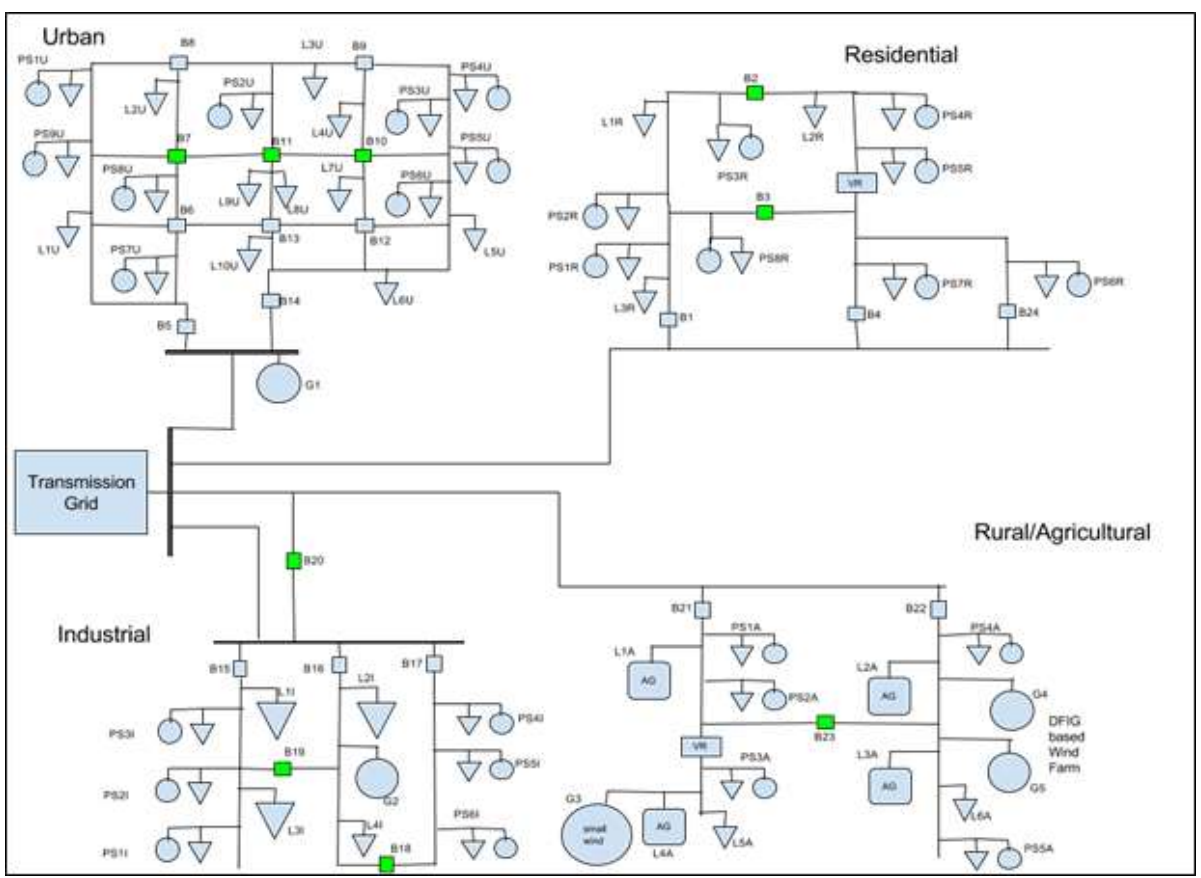 Urban
B8
L3U
B9
PS1U
PS2U
PS4U
L2U
PS3U
L4U
PS9U
B7
B11
B10
PS5U
PS8U
L7U
PS6U
L9U
L8U
B6
L1U
B13
B12
PS7U
L10U
L5U
B14
L6U
B5
G1
Residential
B2
L1R
L2R
PS4R
PS3R
PS5R
VR
PS2R
B3
PS1R
PS8R
L3R
PS7R
PS6R
B1
B4
B24
Transmission
Grid
B20
Industrial
B15
B16
B17
L1I
L2I
PS3I
PS4I
B19
PS5I
PS2I
G2
L3I
L4I
PS6I
PS1I
B18
Rural/Agricultural
B21
B22
PS1A
PS4A
L1A
AG
L2A
AG
PS2A
G4
B23
DFIG
based
Wind
Farm
VR
PS3A
L3A
AG
G5
G3
small
wind
AG
L4A
L5A
L6A
PS5A